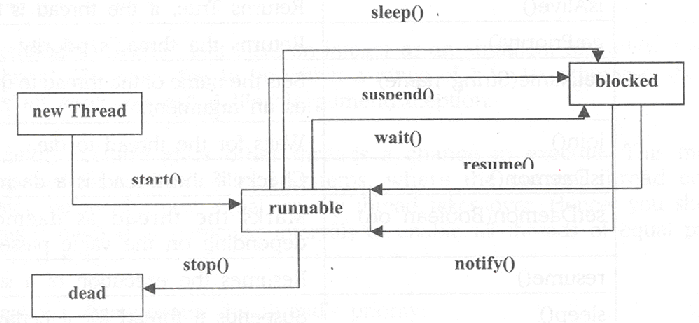 sleep()
suspend()
blocked
new Thread
wait()
start()
resume()
runnable
stop()
notify()
dead